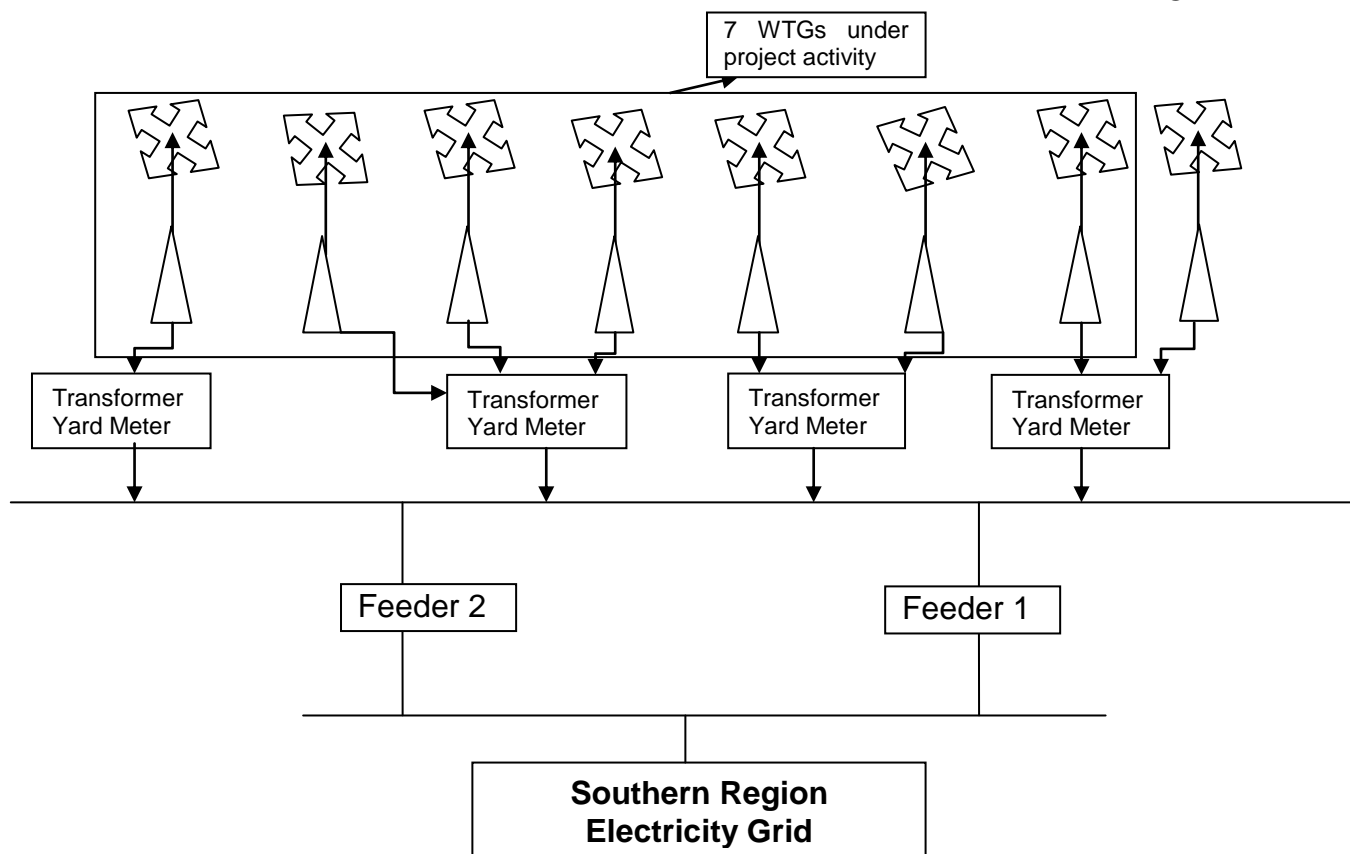 7 WTGs under
project activity
Transformer
Yard Meter
Transformer
Yard Meter
Transformer
Yard Meter
Transformer
Yard Meter
Feeder 2
Feeder 1
Southern Region
Electricity Grid